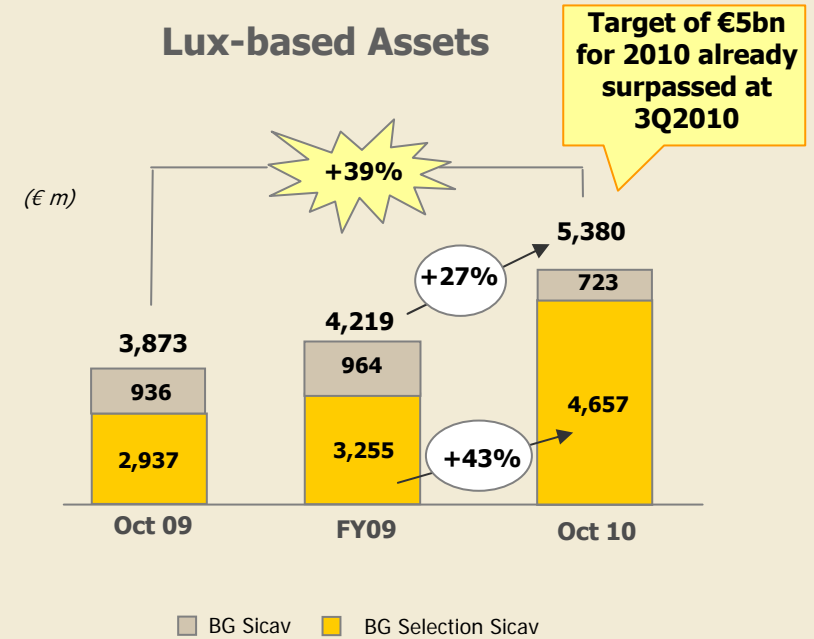 Lux-based Assets
Target of €5bn
for 2010 already
surpassed at
3Q2010
(€ m)
+39%
5,380
+27%
723
4,219
3,873
964
936
4,657
3,255
+43%
2,937
Oct 09
FY09
Oct 10
BG Sicav
BG Selection Sicav